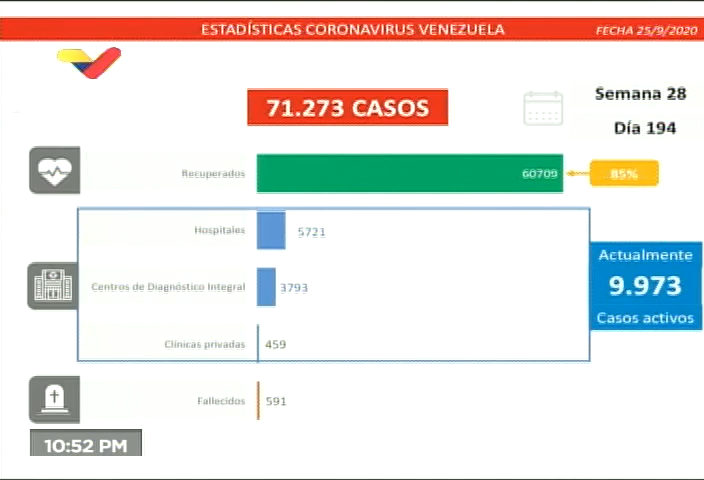 ESTADÍSTICAS CORONAVIRUS VENEZUELA
FECHA 25/9/2020
71.273 CASOS
Semana 28
Día 194
Recuperados
60709
85%
Hospitales
5721
Centros de Diagnóstico Integral
3793
Clínicas privadas
459
Actualmente
9.973
Casos activos
Fallecidos
591
10:52 PM